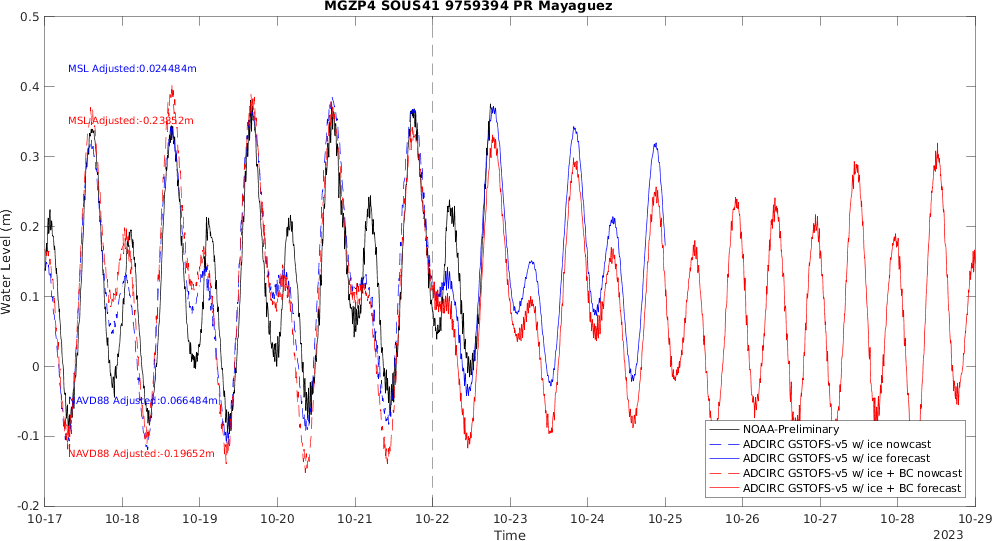 MGZP4 SOUS41 9759394 PR Mayaguez
0.5
0.4
0.3
0.2
0.1
0
-0.1
-0.2
Water Level (m)
MSL Adjusted:0.024484m
MSL Adjusted:-0.23852m
NAVD88 Adjusted:0.066484m
NAVD88 Adjusted:-0.19652m
NOAA-Preliminary
ADCIRC GSTOFS-v5 w/ ice nowcast
ADCIRC GSTOFS-v5 w/ ice forecast
ADCIRC GSTOFS-v5 w/ ice + BC nowcast
ADCIRC GSTOFS-v5 w/ ice + BC forecast
10-17 10-18 10-19 10-20 10-21 10-22 10-23 10-24 10-25 10-26 10-27 10-28 10-29
Time
2023